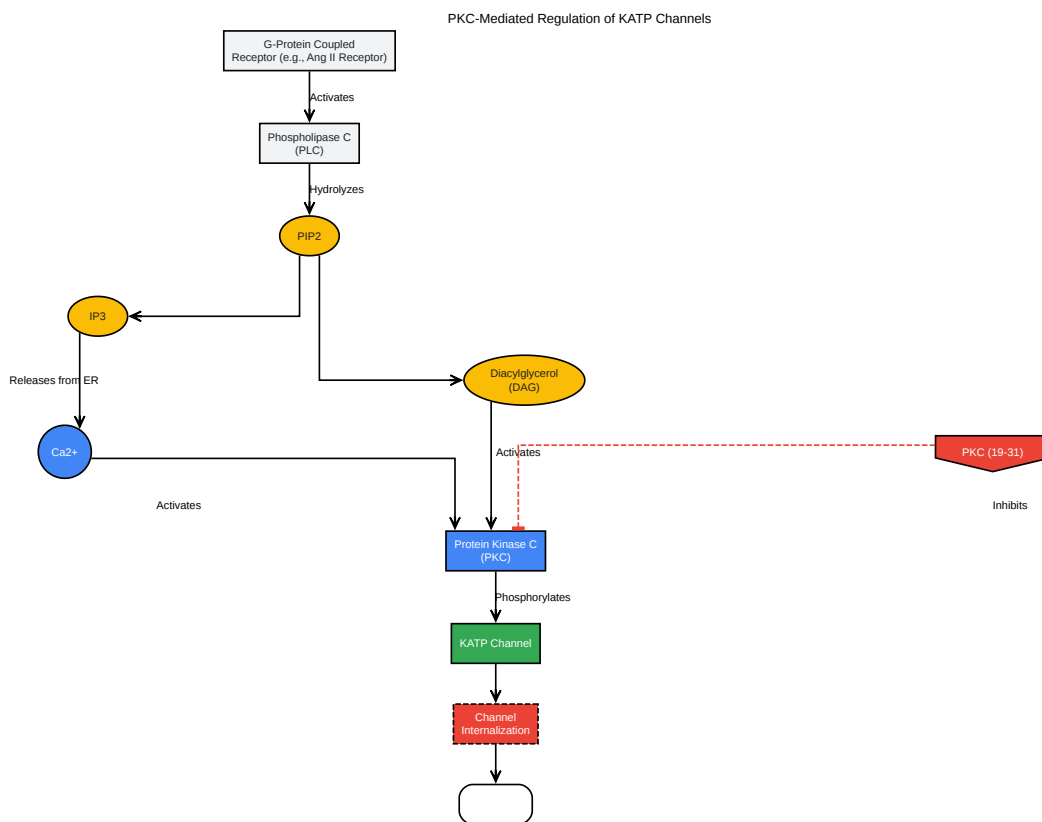 PKC-Mediated Regulation of KATP Channels
G-Protein Coupled
Receptor (e.g., Ang II Receptor)
Activates
Phospholipase C
(PLC)
Hydrolyzes
PIP2
IP3
Releases from ER
Diacylglycerol
(DAG)
Ca2+
Activates
PKC (19-31)
Activates
Inhibits
Protein Kinase C
(PKC)
Phosphorylates
KATP Channel
Channel
Internalization